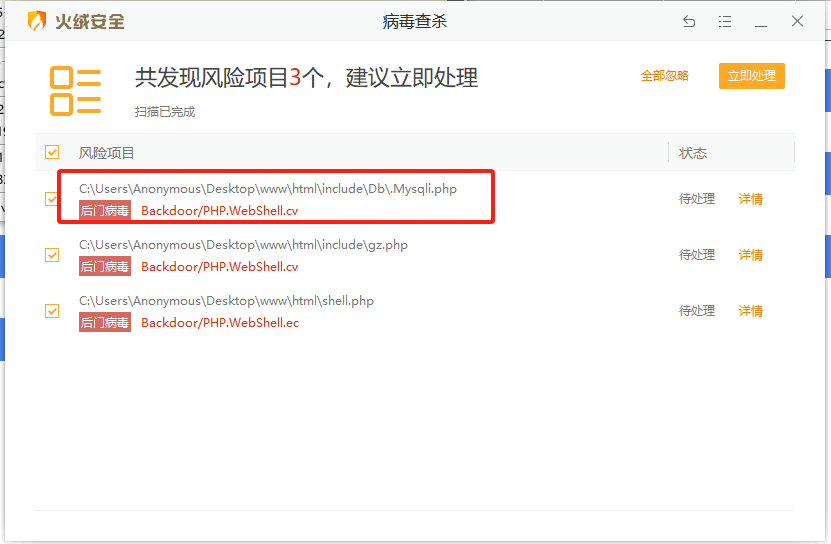 火绒安全
病毒查杀
共发现风险项目3个，建议立即处理
全部忽略
立即处理
扫描已完成
风险项目
状态
C:\Users\Anonymous\Desktop\www\html\include\Db\.Mysqli.php
后门病毒 Backdoor/PHP.WebShell.cv
待处理
详情
C:\Users\Anonymous\Desktop\www\html\include\gz.php
后门病毒 Backdoor/PHP.WebShell.cv
待处理
详情
C:\Users\Anonymous\Desktop\www\html\shell.php
后门病毒 Backdoor/PHP.WebShell.ec
待处理
详情